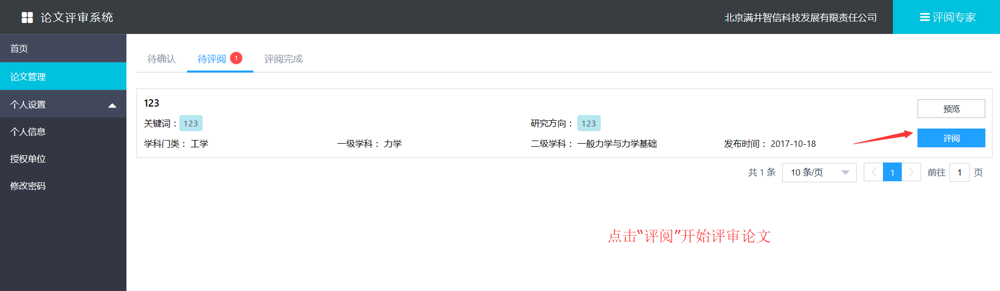 论文评审系统
北京满井智信科技发展有限责任公司
评阅专家
首页
论文管理
个人设置
个人信息
授权单位
修改密码
待确认
待评阅 1
评阅完成
123
预览
关键词：123
研究方向：123
评阅
学科门类：工学
一级学科：力学
二级学科：一般力学与力学基础
发布时间：2017-10-18
共 1 条
10 条/页
1
前往 1 页
点击“评阅”开始评审论文